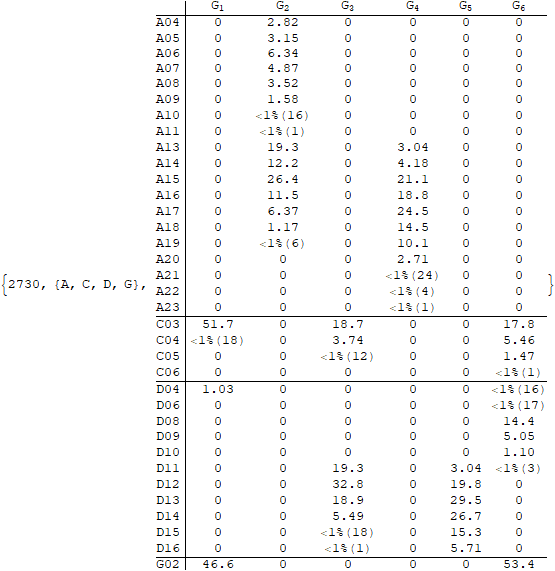 G1 G2 G3 G4 G5 G6
A04 0 2.82 0 0 0 0
A05 0 3.15 0 0 0 0
A06 0 6.34 0 0 0 0
A07 0 4.87 0 0 0 0
A08 0 3.52 0 0 0 0
A09 0 1.58 0 0 0 0
A10 0 <1%(16) 0 0 0 0
A11 0 <1%(1) 0 0 0 0
A13 0 19.3 0 3.04 0 0
A14 0 12.2 0 4.18 0 0
A15 0 26.4 0 21.1 0 0
A16 0 11.5 0 18.8 0 0
A17 0 6.37 0 24.5 0 0
A18 0 1.17 0 14.5 0 0
A19 0 <1%(6) 0 10.1 0 0
A20 0 0 0 2.71 0 0
A21 0 0 0 <1%(24) 0 0
{2730, {A, C, D, G}, }
A22 0 0 0 <1%(4) 0 0
A23 0 0 0 <1%(1) 0 0
C03 51.7 0 18.7 0 0 17.8
C04 <1%(18) 0 3.74 0 0 5.46
C05 0 0 <1%(12) 0 0 1.47
C06 0 0 0 0 0 <1%(1)
D04 1.03 0 0 0 0 <1%(16)
D06 0 0 0 0 0 <1%(17)
D08 0 0 0 0 0 14.4
D09 0 0 0 0 0 5.05
D10 0 0 0 0 0 1.10
D11 0 0 19.3 0 3.04 <1%(3)
D12 0 0 32.8 0 19.8 0
D13 0 0 18.9 0 29.5 0
D14 0 0 5.49 0 26.7 0
D15 0 0 <1%(18) 0 15.3 0
D16 0 0 <1%(1) 0 5.71 0
G02 46.6 0 0 0 0 53.4